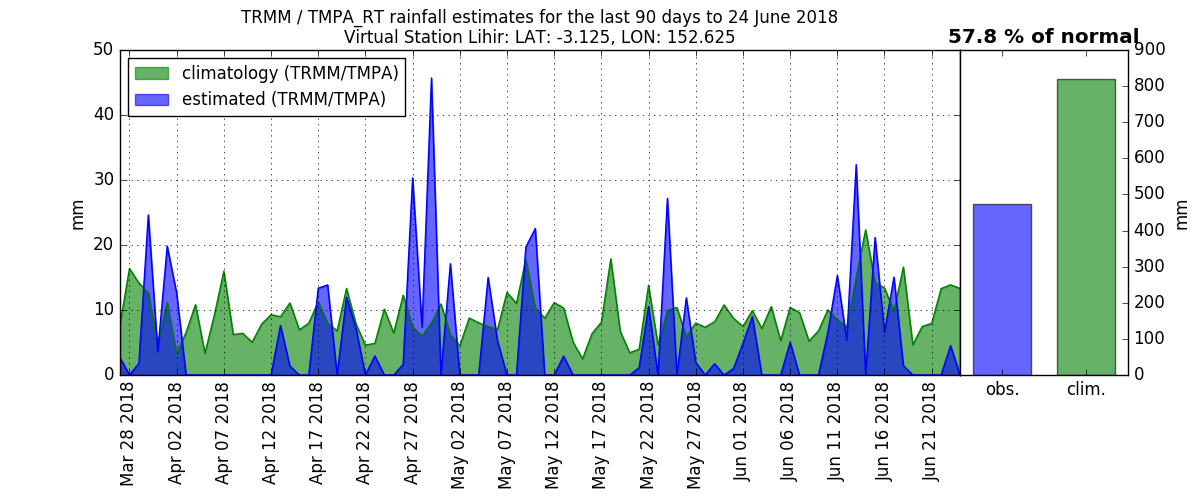 TRMM / TMPA_RT rainfall estimates for the last 90 days to 24 June 2018
Virtual Station Lihir: LAT: -3.125, LON: 152.625
57.8 % of normal
climatology (TRMM/TMPA)
estimated (TRMM/TMPA)
50
40
30
20
10
0
mm
900
800
700
600
500
400
300
200
100
0
mm
Mar 28 2018
Apr 02 2018
Apr 07 2018
Apr 12 2018
Apr 17 2018
Apr 22 2018
Apr 27 2018
May 02 2018
May 07 2018
May 12 2018
May 17 2018
May 22 2018
May 27 2018
Jun 01 2018
Jun 06 2018
Jun 11 2018
Jun 16 2018
Jun 21 2018
obs.
clim.